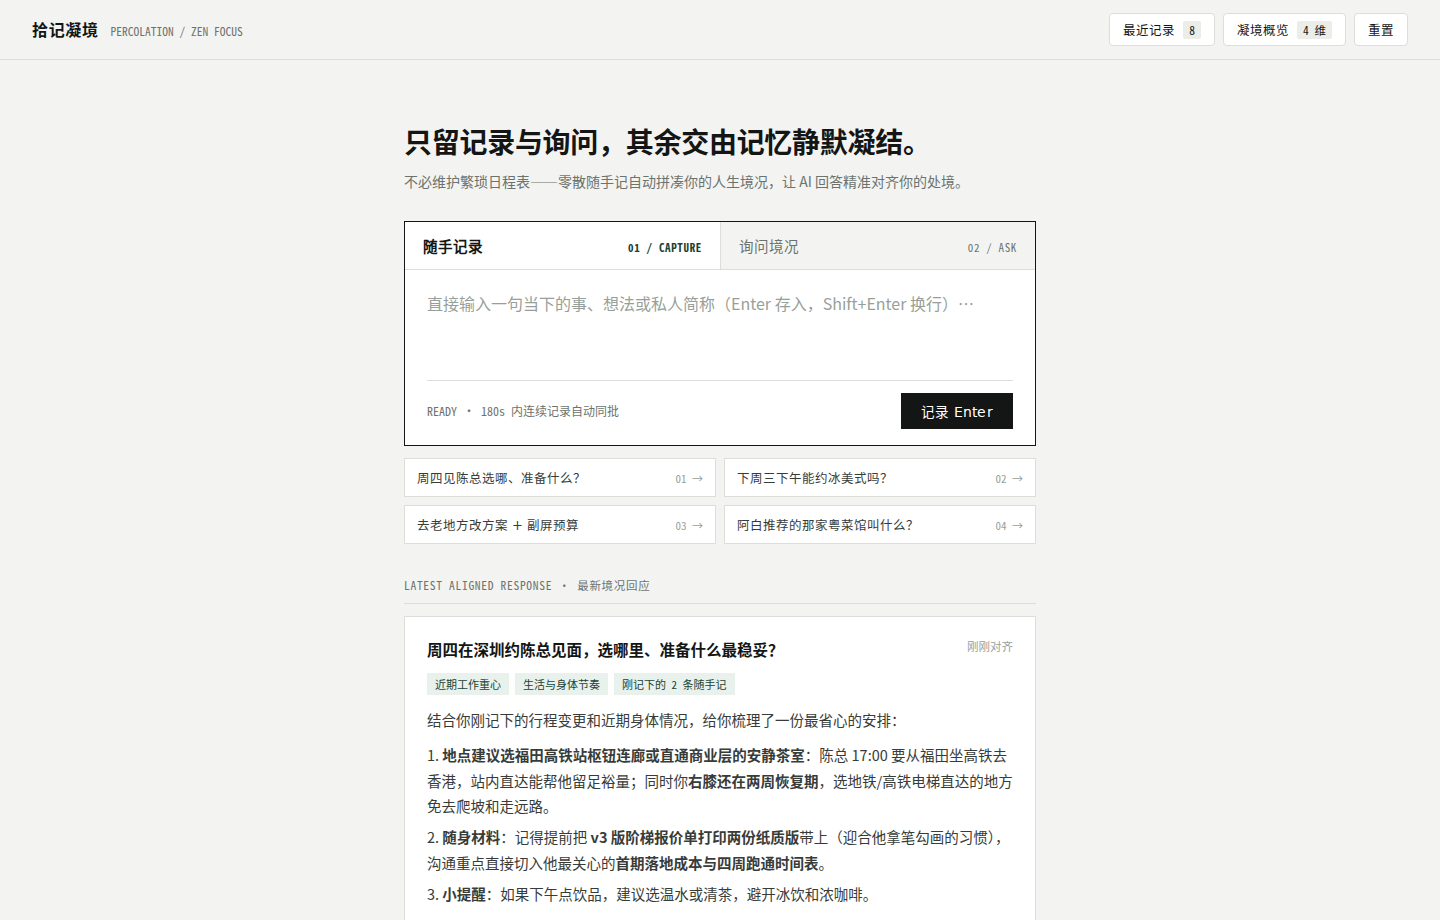 拾记凝境 PERCOLATION / ZEN FOCUS
最近记录 8
凝境概览 4 维
重置
只留记录与询问，其余交由记忆静默凝结。
不必维护繁琐日程表——零散随手记自动拼凑你的人生境况，让 AI 回答精准对齐你的处境。
随手记录 01 / CAPTURE
询问境况 02 / ASK
直接输入一句当下的事、想法或私人简称（Enter 存入，Shift+Enter 换行）…
READY · 180s 内连续记录自动同批
记录 Enter
周四见陈总选哪、准备什么？ 01 →
下周三下午能约冰美式吗？ 02 →
去老地方改方案 + 副屏预算 03 →
阿白推荐的那家粤菜馆叫什么？ 04 →
LATEST ALIGNED RESPONSE · 最新境况回应
周四在深圳约陈总见面，选哪里、准备什么最稳妥？
刚刚对齐
近期工作重心
生活与身体节奏
刚记下的 2 条随手记
结合你刚记下的行程变更和近期身体情况，给你梳理了一份最省心的安排：
1. 地点建议选福田高铁站枢纽连廊或直通商业层的安静茶室：陈总 17:00 要从福田坐高铁去
香港，站内直达能帮他留足裕量；同时你右膝还在两周恢复期，选地铁/高铁电梯直达的地方
免去爬坡和走远路。
2. 随身材料：记得提前把 v3 版阶梯报价单打印两份纸质版带上（迎合他拿笔勾画的习惯），
沟通重点直接切入他最关心的首期落地成本与四周跑通时间表。
3. 小提醒：如果下午点饮品，建议选温水或清茶，避开冰饮和浓咖啡。